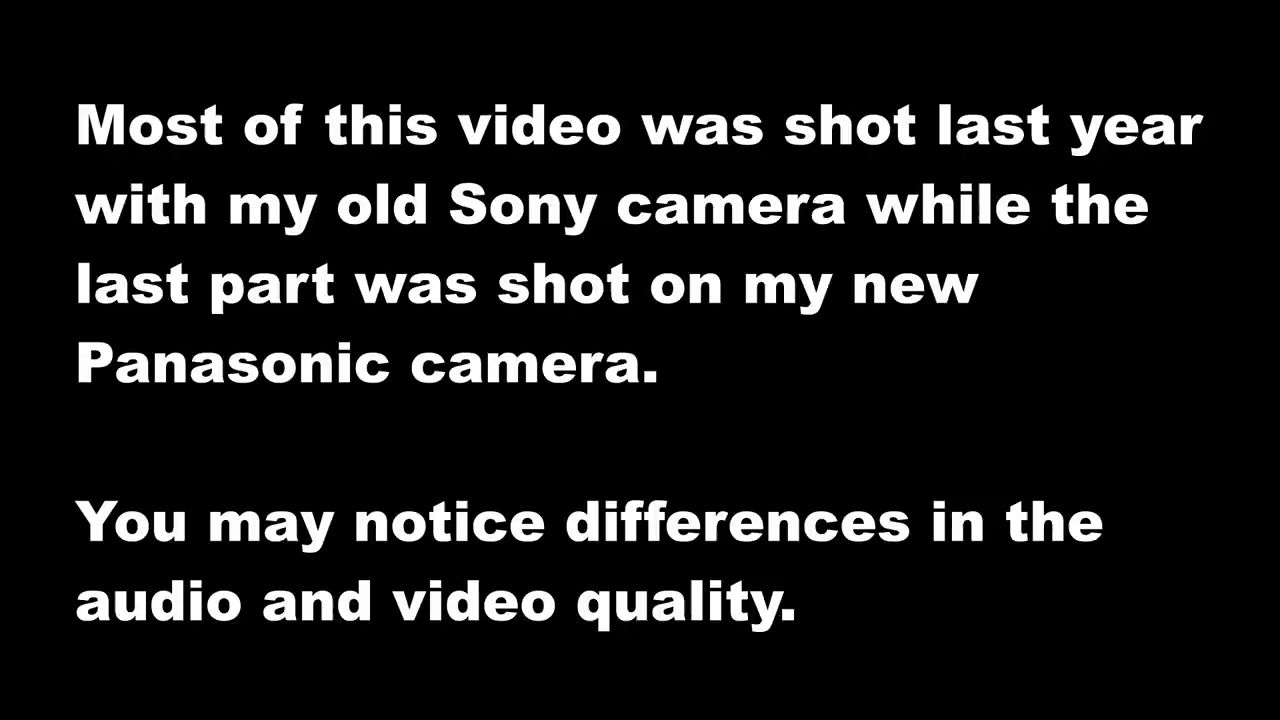 Most of this video was shot last year
with my old Sony camera while the
last part was shot on my new
Panasonic camera.
You may notice differences in the
audio and video quality.